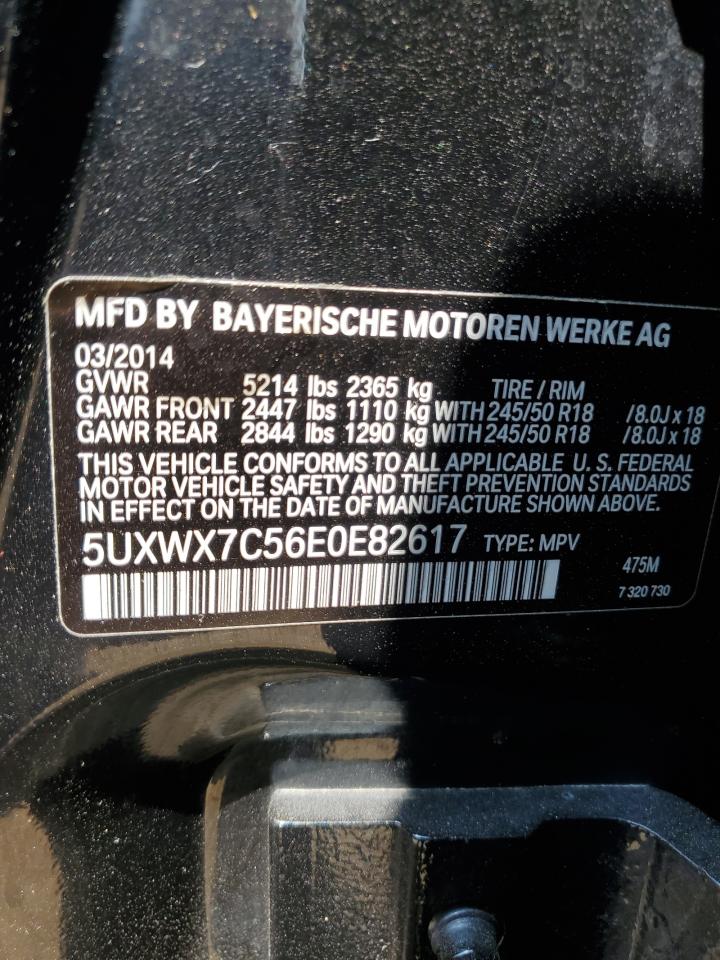 MFD BY BAYERISCHE MOTOREN WERKE AG
03/2014
GVWR 5214 lbs 2365 kg TIRE / RIM
GAWR FRONT 2447 lbs 1110 kg WITH 245/50 R18 /8.0J x 18
GAWR REAR 2844 lbs 1290 kg WITH 245/50 R18 /8.0J x 18
THIS VEHICLE CONFORMS TO ALL APPLICABLE U. S. FEDERAL
MOTOR VEHICLE SAFETY AND THEFT PREVENTION STANDARDS
IN EFFECT ON THE DATE OF MANUFACTURE SHOWN ABOVE.
5UXWX7C56E0E82617 TYPE: MPV
475M
7 320 730